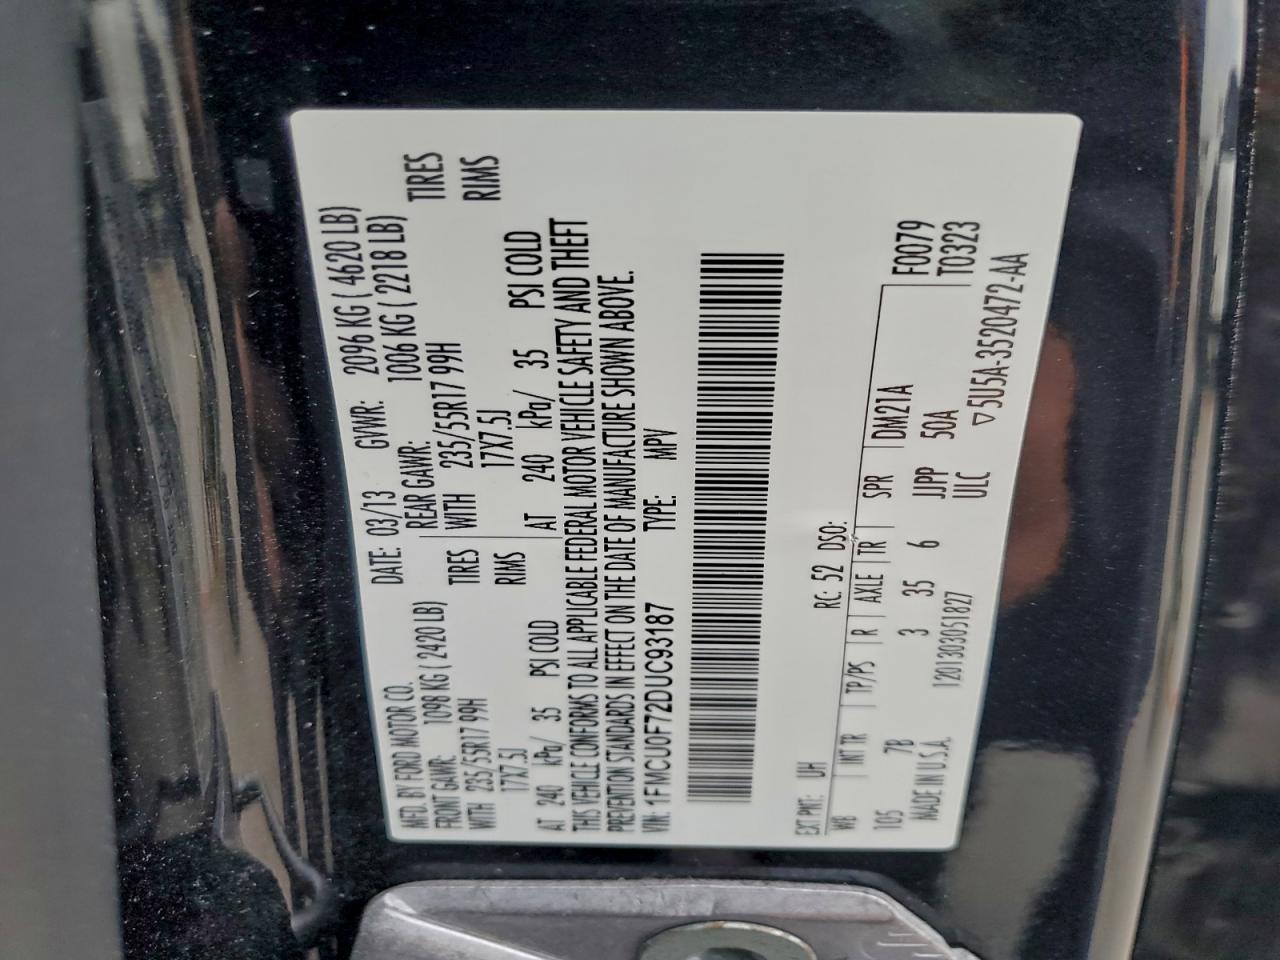 MFD. BY FORD MOTOR CO. DATE: 03/13 GVWR: 2096 KG ( 4620 LB)
FRONT GAWR: 1098 KG ( 2420 LB) REAR GAWR: 1006 KG ( 2218 LB)
WITH 235/55R17 99H TIRES WITH 235/55R17 99H TIRES
17X7.5J RIMS 17X7.5J RIMS
AT 240 kPa/ 35 PSI COLD AT 240 kPa/ 35 PSI COLD
THIS VEHICLE CONFORMS TO ALL APPLICABLE FEDERAL MOTOR VEHICLE SAFETY AND THEFT
PREVENTION STANDARDS IN EFFECT ON THE DATE OF MANUFACTURE SHOWN ABOVE.
VIN: 1FMCU0F72DUC93187 TYPE: MPV
EXT PNT: UH RC: 52 DSO: F0079
WB INT TR TP/PS R AXLE TR SPR DM21A T0323
105 7B 3 35 6 JJPP 50A
MADE IN U.S.A. 1201303051827 ULC ▽5U5A-3520472-AA